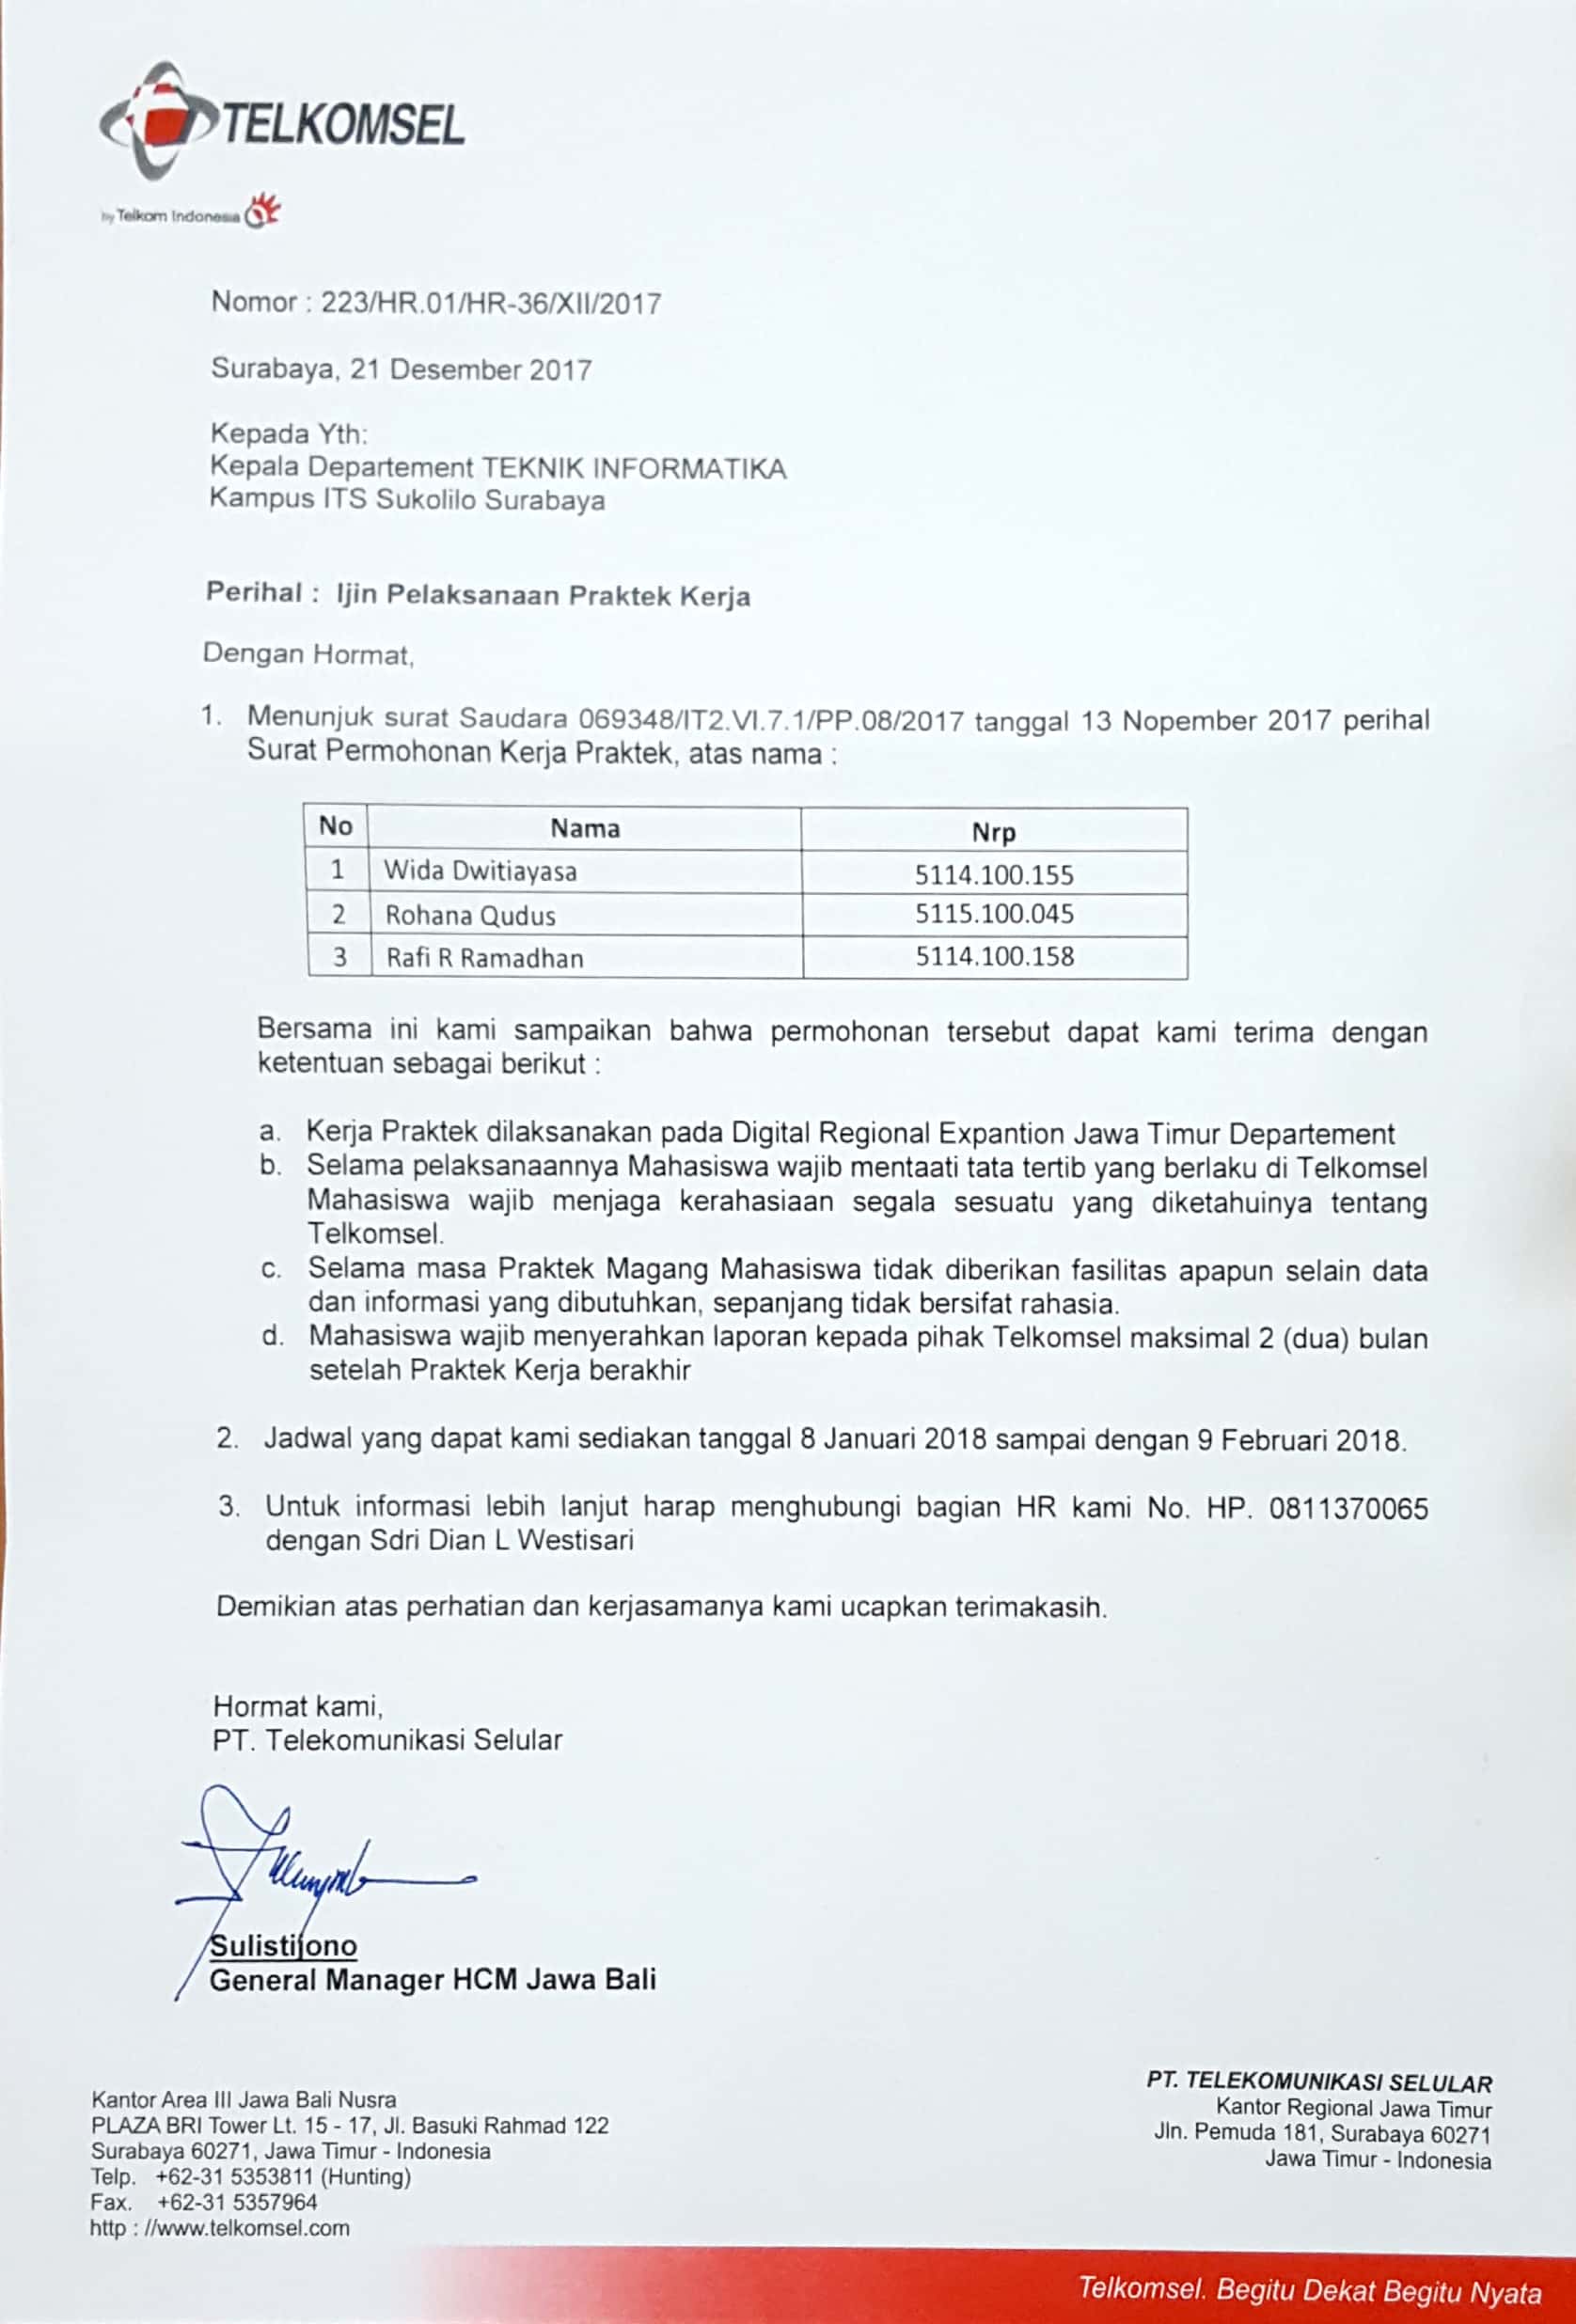 TELKOMSEL
by Telkom Indonesia
Nomor : 223/HR.01/HR-36/XII/2017
Surabaya, 21 Desember 2017
Kepada Yth:
Kepala Departement TEKNIK INFORMATIKA
Kampus ITS Sukolilo Surabaya
Perihal : Ijin Pelaksanaan Praktek Kerja
Dengan Hormat,
1. Menunjuk surat Saudara 069348/IT2.VI.7.1/PP.08/2017 tanggal 13 Nopember 2017 perihal
Surat Permohonan Kerja Praktek, atas nama :
No Nama Nrp
1 Wida Dwitiayasa 5114.100.155
2 Rohana Qudus 5115.100.045
3 Rafi R Ramadhan 5114.100.158
Bersama ini kami sampaikan bahwa permohonan tersebut dapat kami terima dengan
ketentuan sebagai berikut :
a. Kerja Praktek dilaksanakan pada Digital Regional Expantion Jawa Timur Departement
b. Selama pelaksanaannya Mahasiswa wajib mentaati tata tertib yang berlaku di Telkomsel
Mahasiswa wajib menjaga kerahasiaan segala sesuatu yang diketahuinya tentang
Telkomsel.
c. Selama masa Praktek Magang Mahasiswa tidak diberikan fasilitas apapun selain data
dan informasi yang dibutuhkan, sepanjang tidak bersifat rahasia.
d. Mahasiswa wajib menyerahkan laporan kepada pihak Telkomsel maksimal 2 (dua) bulan
setelah Praktek Kerja berakhir
2. Jadwal yang dapat kami sediakan tanggal 8 Januari 2018 sampai dengan 9 Februari 2018.
3. Untuk informasi lebih lanjut harap menghubungi bagian HR kami No. HP. 0811370065
dengan Sdri Dian L Westisari
Demikian atas perhatian dan kerjasamanya kami ucapkan terimakasih.
Hormat kami,
PT. Telekomunikasi Selular
Sulistijono
General Manager HCM Jawa Bali
Kantor Area III Jawa Bali Nusra
PLAZA BRI Tower Lt. 15 - 17, Jl. Basuki Rahmad 122
Surabaya 60271, Jawa Timur - Indonesia
Telp. +62-31 5353811 (Hunting)
Fax. +62-31 5357964
http : //www.telkomsel.com
PT. TELEKOMUNIKASI SELULAR
Kantor Regional Jawa Timur
Jln. Pemuda 181, Surabaya 60271
Jawa Timur - Indonesia
Telkomsel. Begitu Dekat Begitu Nyata